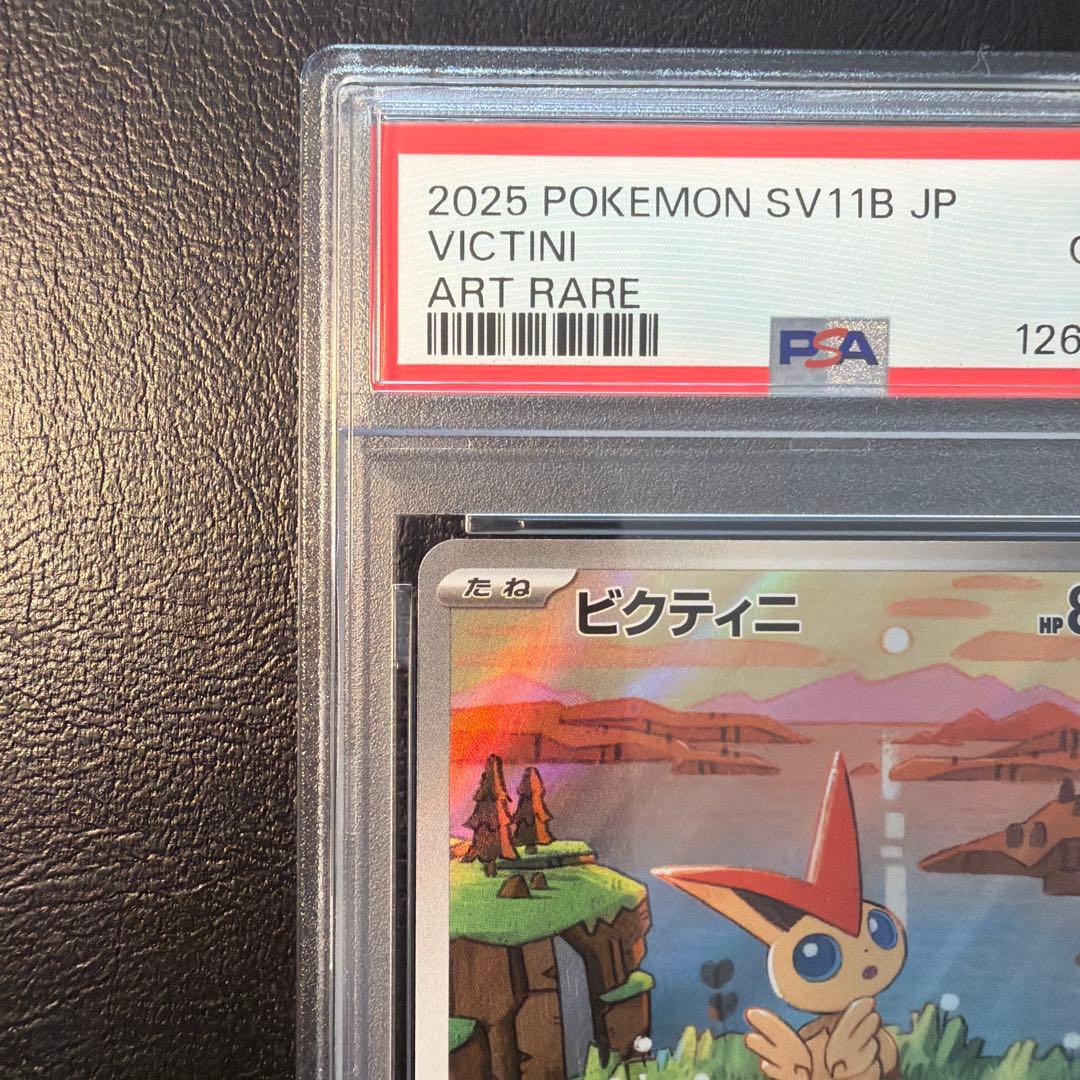 2025 POKEMON SV11B JP
VICTINI
ART RARE
PSA
126
たね
ビクティニ
HP